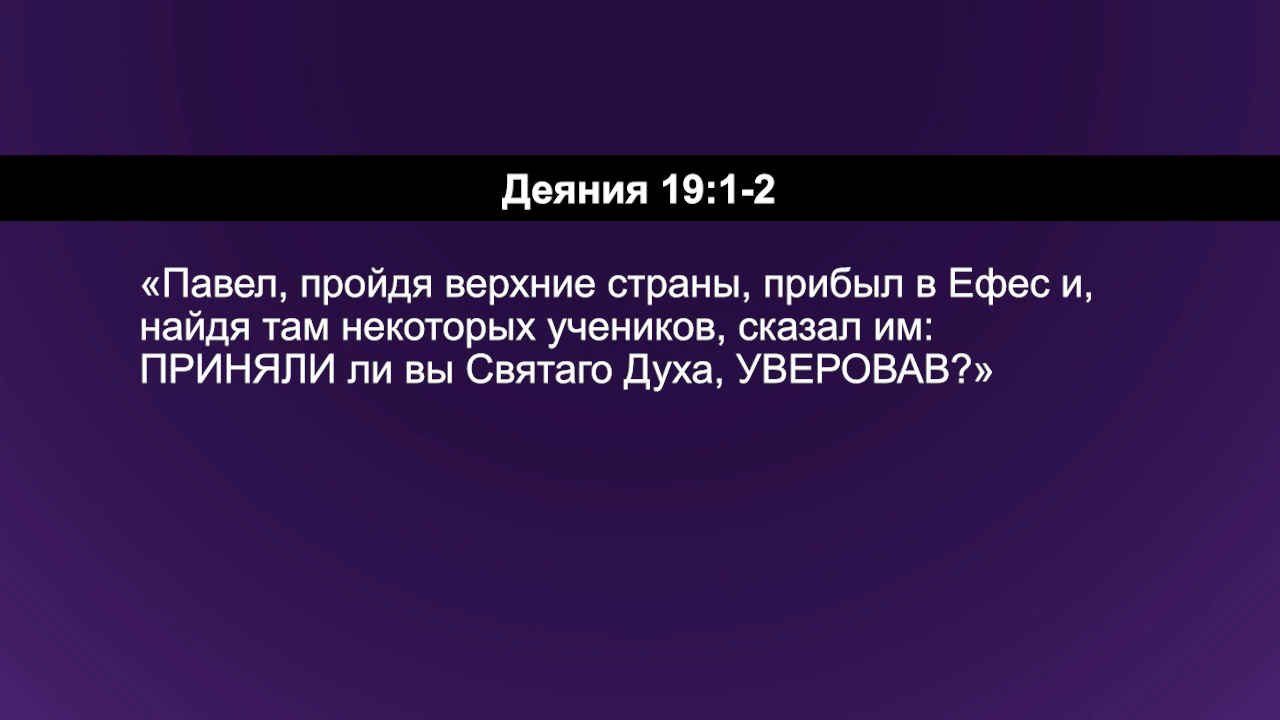 Деяния 19:1-2
«Павел, пройдя верхние страны, прибыл в Ефес и,
найдя там некоторых учеников, сказал им:
ПРИНЯЛИ ли вы Святаго Духа, УВЕРОВАВ?»